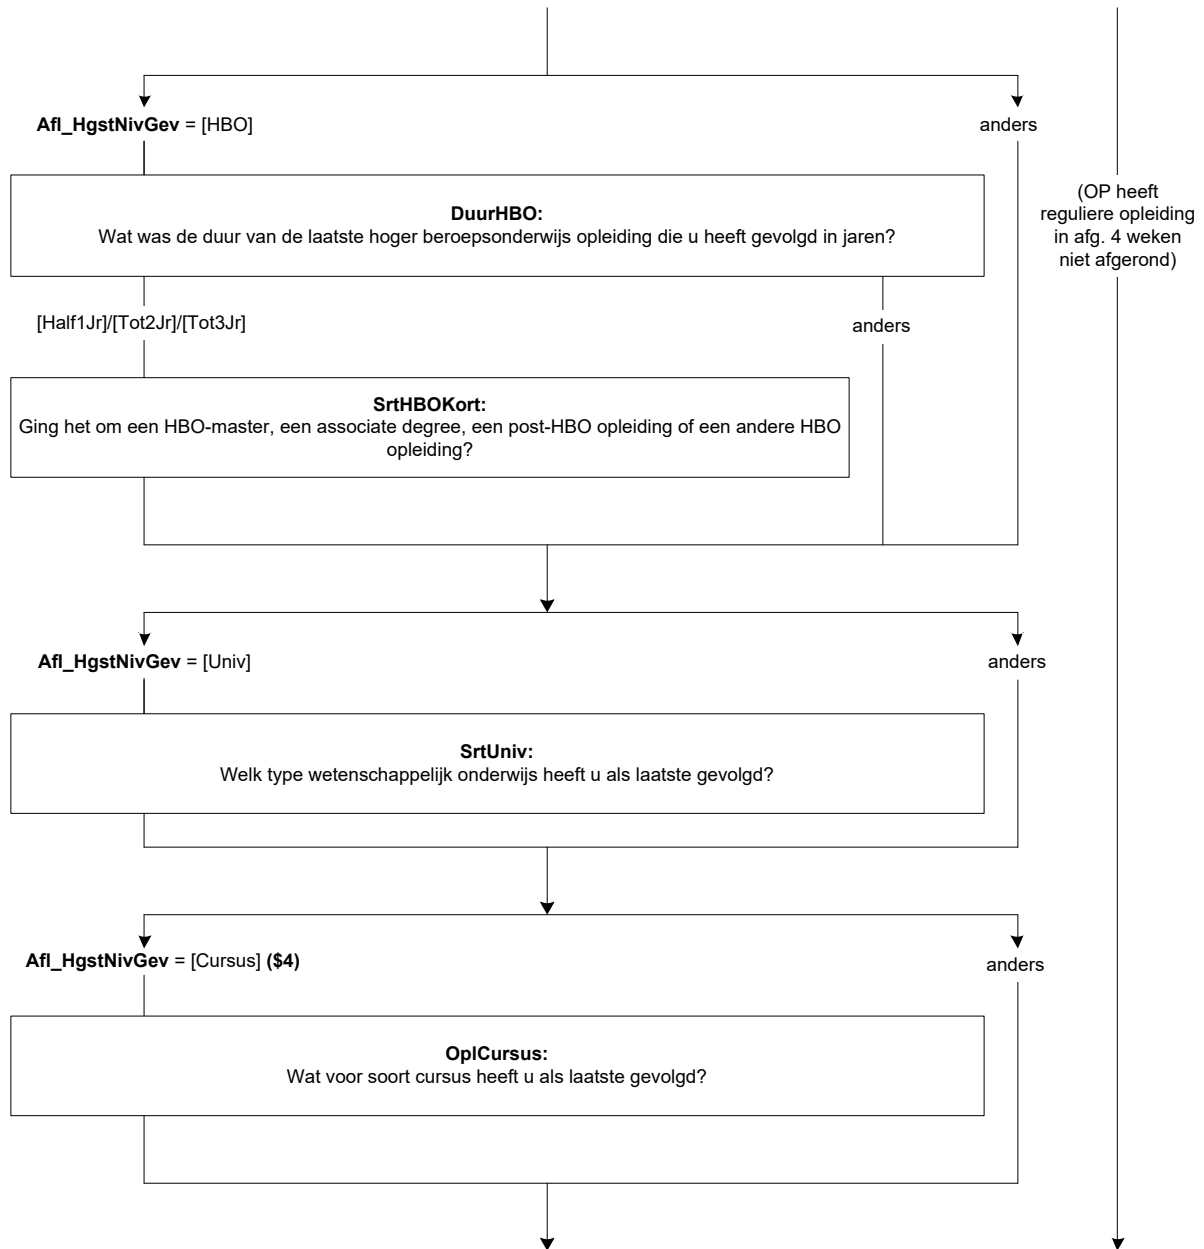 Afl_HgstNivGev = [HBO]
anders
(OP heeft
reguliere opleiding
in afg. 4 weken
niet afgerond)
DuurHBO:
Wat was de duur van de laatste hoger beroepsonderwijs opleiding die u heeft gevolgd in jaren?
[Half1Jr]/[Tot2Jr]/[Tot3Jr]
anders
SrtHBOKort:
Ging het om een HBO-master, een associate degree, een post-HBO opleiding of een andere HBO
opleiding?
Afl_HgstNivGev = [Univ]
anders
SrtUniv:
Welk type wetenschappelijk onderwijs heeft u als laatste gevolgd?
Afl_HgstNivGev = [Cursus] ($4)
anders
OplCursus:
Wat voor soort cursus heeft u als laatste gevolgd?